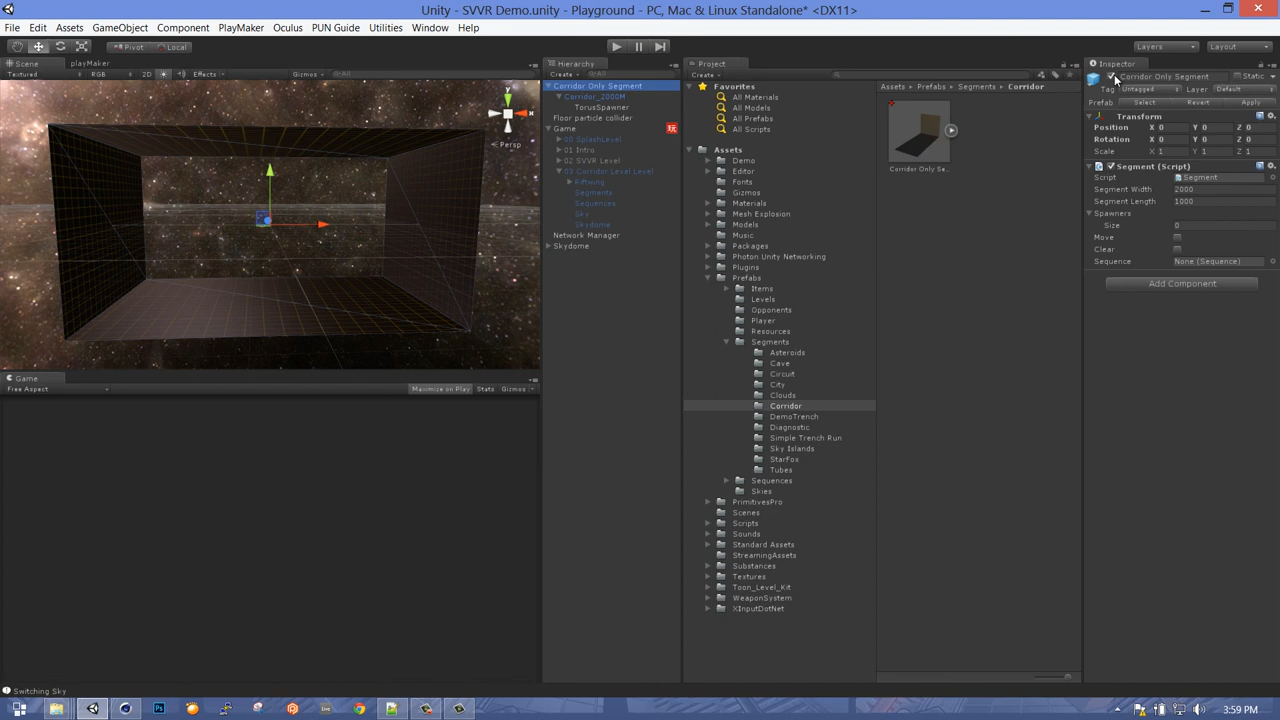 Unity - SVVR Demo.unity - Playground - PC, Mac & Linux Standalone* <DX11>
File Edit Assets GameObject Component PlayMaker Oculus PUN Guide Utilities Window Help
Pivot Local Layers Layout
Scene playMaker
Textured RGB 2D Effects Gizmos All
Persp
x
y
Game
Free Aspect Maximize on Play Stats Gizmos
Hierarchy
Create All
Corridor Only Segment
Corridor_2000M
TorusSpawner
Floor particle collider
Game
玩
00 SplashLevel
01 Intro
02 SVVR Level
03 Corridor Level Level
Riftwing
Segments
Sequences
Sky
Skydome
Network Manager
Skydome
Project
Create
Favorites
All Materials
All Models
All Prefabs
All Scripts
Assets
Demo
Editor
Fonts
Gizmos
Materials
Mesh Explosion
Models
Music
Packages
Photon Unity Networking
Plugins
Prefabs
Items
Levels
Opponents
Player
Resources
Segments
Asteroids
Cave
Circuit
City
Clouds
Corridor
DemoTrench
Diagnostic
Simple Trench Run
Sky Islands
StarFox
Tubes
Sequences
Skies
PrimitivesPro
Scenes
Scripts
Sounds
Standard Assets
StreamingAssets
Substances
Textures
Toon_Level_Kit
WeaponSystem
XInputDotNet
Assets Prefabs Segments Corridor
Corridor Only Se...
Inspector
Corridor Only Segment Static
Tag Untagged Layer Default
Prefab Select Revert Apply
Transform
Position X 0 Y 0 Z 0
Rotation X 0 Y 0 Z 0
Scale X 1 Y 1 Z 1
Segment (Script)
Script Segment
Segment Width 2000
Segment Length 1000
Spawners
Size 0
Move
Clear
Sequence None (Sequence)
Add Component
Switching Sky
Ps live 3:59 PM